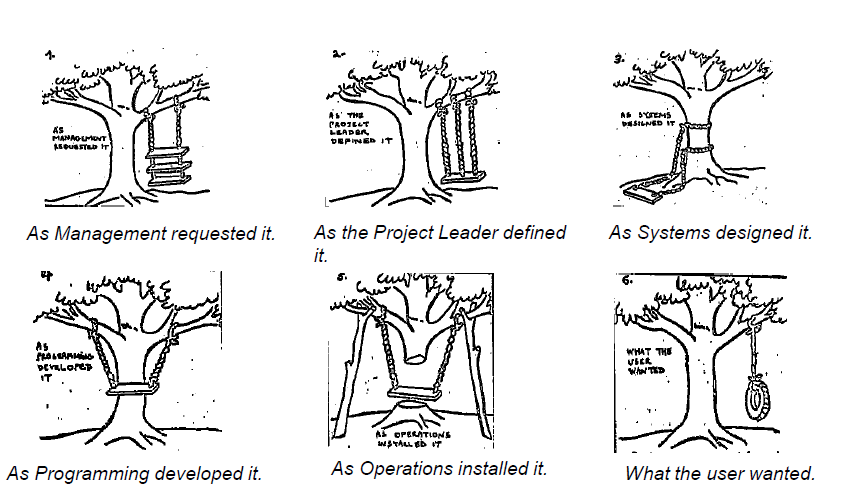 1.
AS
MANAGEMENT
REQUESTED IT
2.
AS THE
PROJECT
LEADER
DEFINED IT
3.
AS SYSTEMS
DESIGNED IT
As Management requested it.
As the Project Leader defined
it.
As Systems designed it.
4.
AS
PROGRAMMING
DEVELOPED
IT
5.
AS OPERATIONS
INSTALLED IT
6.
WHAT THE
USER
WANTED
As Programming developed it.
As Operations installed it.
What the user wanted.